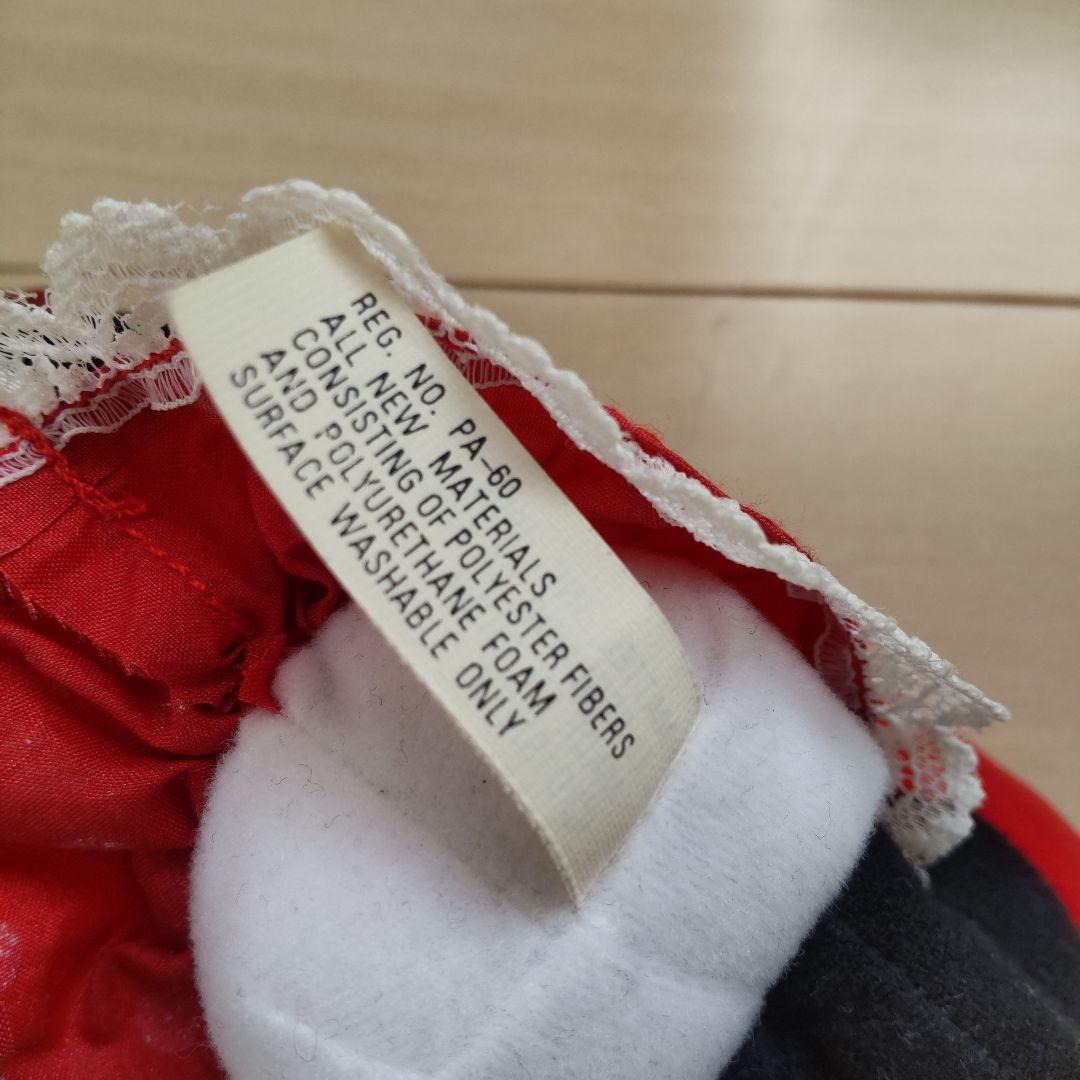 REG. NO. PA-60
ALL NEW MATERIALS
CONSISTING OF POLYESTER FIBERS
AND POLYURETHANE FOAM
SURFACE WASHABLE ONLY